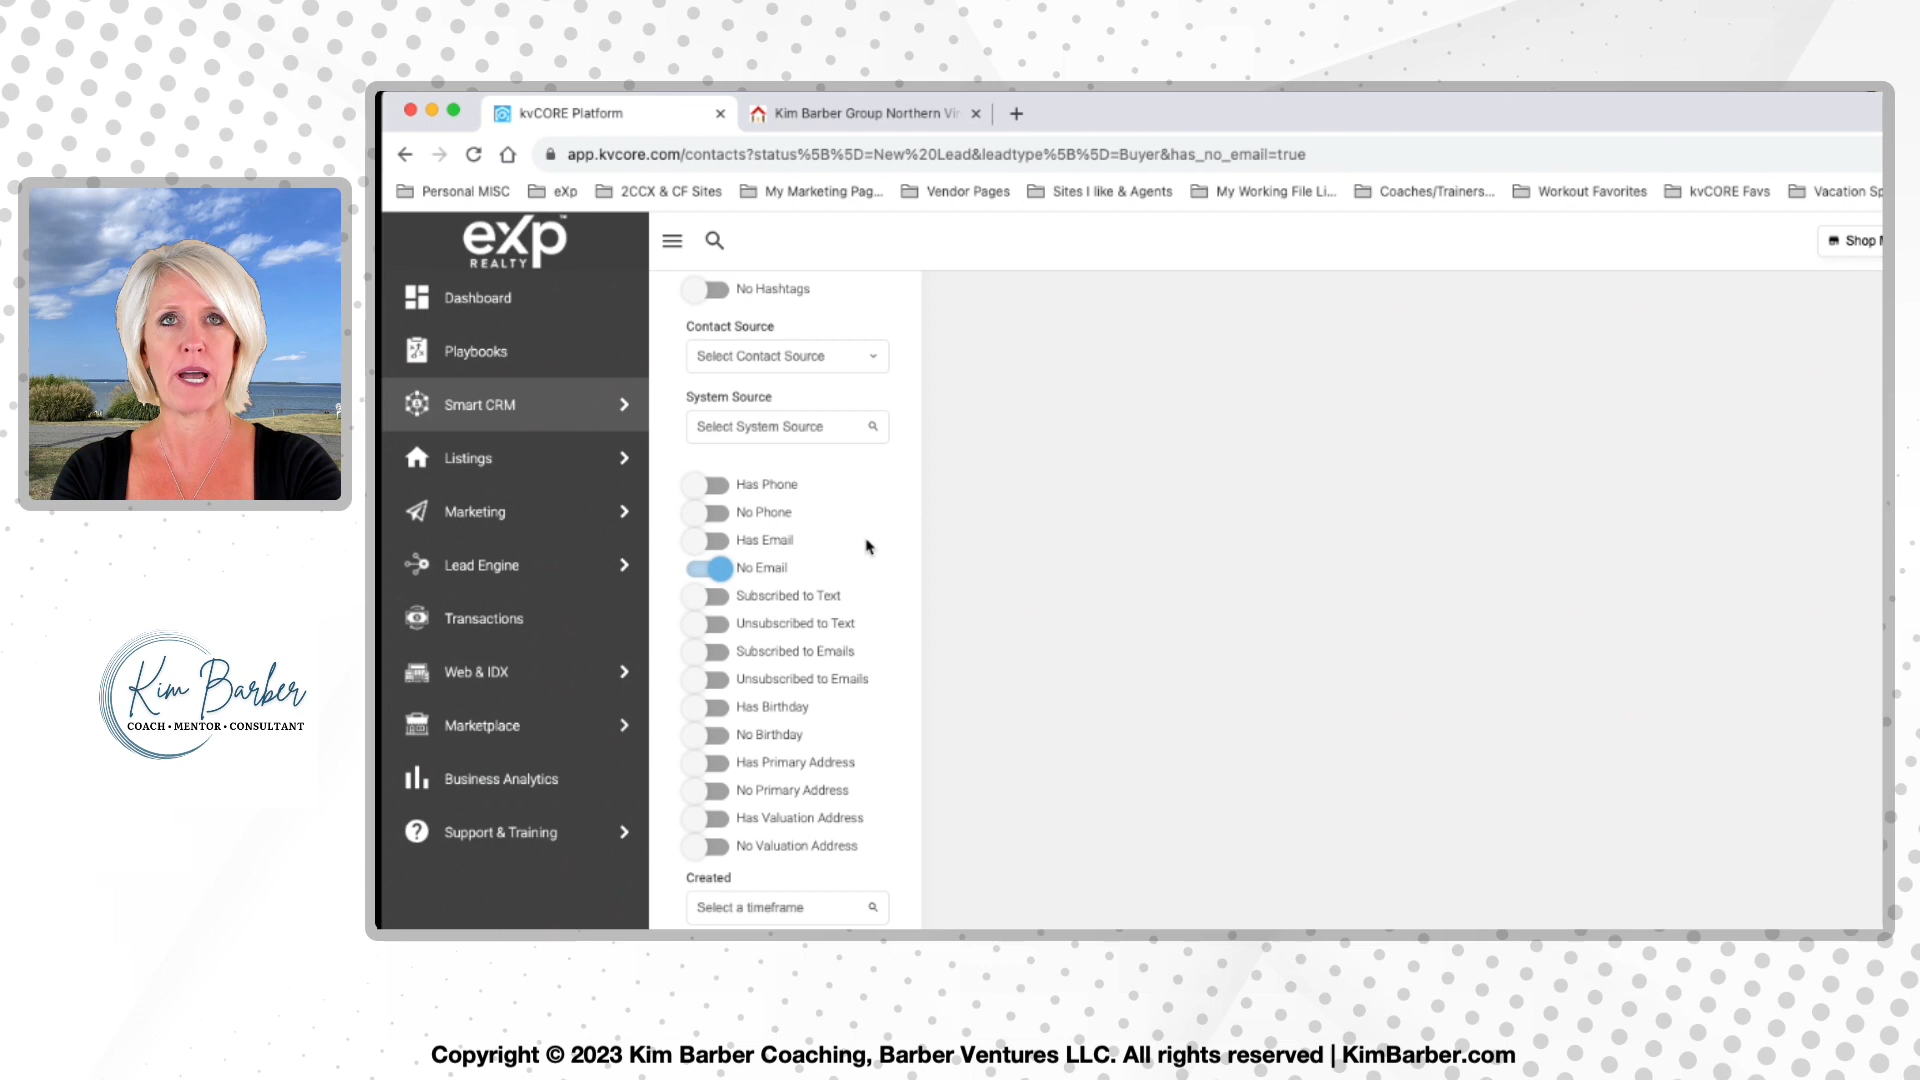 kvCORE Platform
Kim Barber Group Northern Vir
app.kvcore.com/contacts?status%5B%5D=New%20Lead&leadtype%5B%5D=Buyer&has_no_email=true
Personal MISC
eXp
2CCX & CF Sites
My Marketing Pag...
Vendor Pages
Sites I like & Agents
My Working File Li...
Coaches/Trainers...
Workout Favorites
kvCORE Favs
Vacation Sp
eXp
REALTY
Shop
Dashboard
Playbooks
Smart CRM
Listings
Marketing
Lead Engine
Transactions
Web & IDX
Marketplace
Business Analytics
Support & Training
No Hashtags
Contact Source
Select Contact Source
System Source
Select System Source
Has Phone
No Phone
Has Email
No Email
Subscribed to Text
Unsubscribed to Text
Subscribed to Emails
Unsubscribed to Emails
Has Birthday
No Birthday
Has Primary Address
No Primary Address
Has Valuation Address
No Valuation Address
Created
Select a timeframe
Kim Barber
COACH • MENTOR • CONSULTANT
Copyright © 2023 Kim Barber Coaching, Barber Ventures LLC. All rights reserved | KimBarber.com